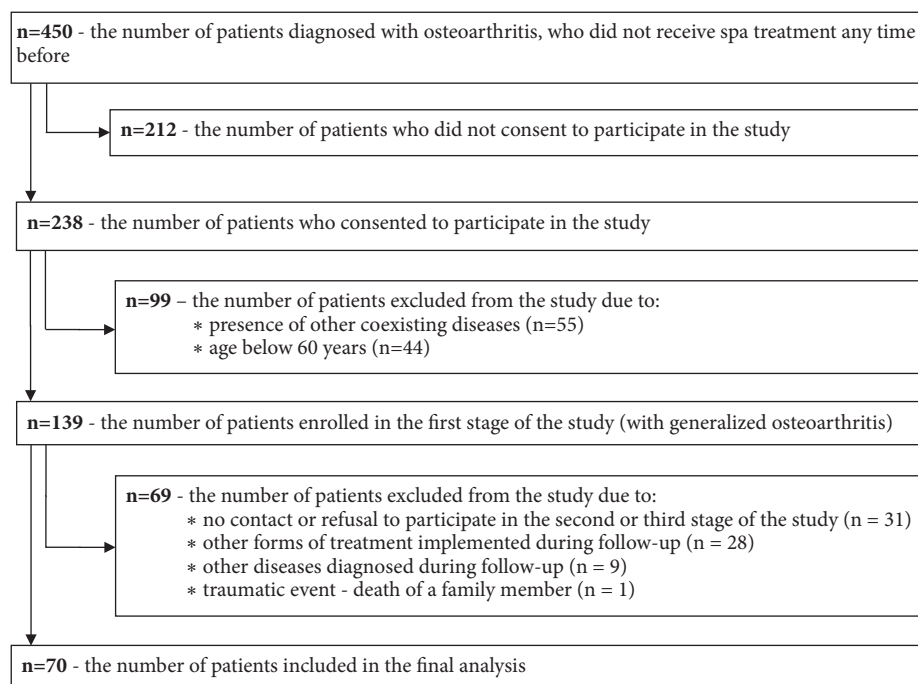 n=450 - the number of patients diagnosed with osteoarthritis, who did not receive spa treatment any time
before
n=212 - the number of patients who did not consent to participate in the study
n=238 - the number of patients who consented to participate in the study
n=99 – the number of patients excluded from the study due to:
∗ presence of other coexisting diseases (n=55)
∗ age below 60 years (n=44)
n=139 - the number of patients enrolled in the first stage of the study (with generalized osteoarthritis)
n=69 - the number of patients excluded from the study due to:
∗ no contact or refusal to participate in the second or third stage of the study (n = 31)
∗ other forms of treatment implemented during follow-up (n = 28)
∗ other diseases diagnosed during follow-up (n = 9)
∗ traumatic event - death of a family member (n = 1)
n=70 - the number of patients included in the final analysis